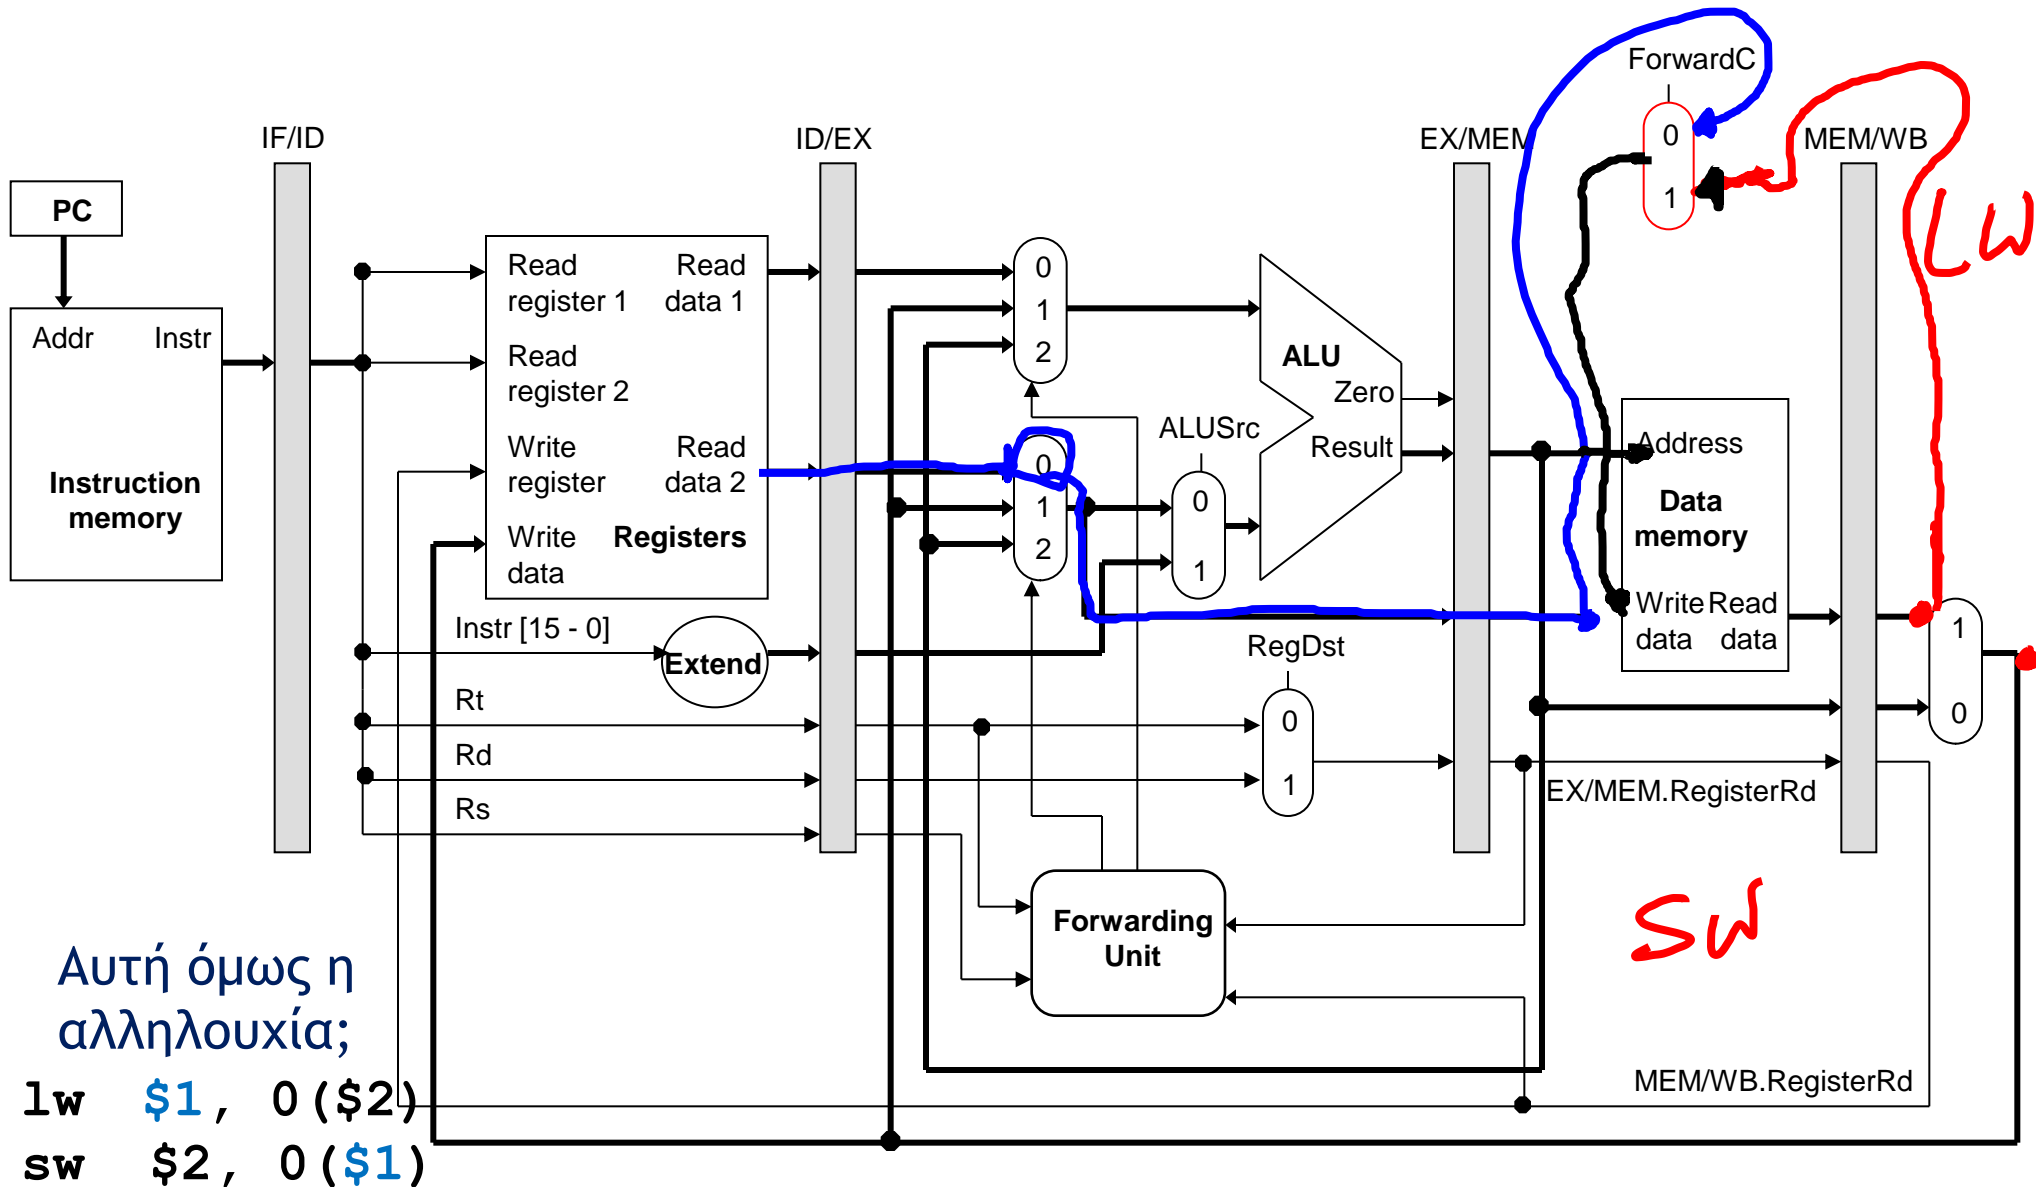 ForwardC
IF/ID
ID/EX
EX/MEM
MEM/WB
0
1
PC
LW
Addr Instr
Instruction
memory
Read
register 1
Read
data 1
Read
register 2
Write
register
Read
data 2
Write
data
Registers
0
1
2
0
1
2
ALUSrc
0
1
ALU
Zero
Result
Address
Data
memory
Write
data
Read
data
1
0
Instr [15 - 0]
Extend
RegDst
0
1
Rt
Rd
Rs
EX/MEM.RegisterRd
Forwarding
Unit
SW
MEM/WB.RegisterRd
Αυτή όμως η
αλληλουχία;
lw $1, 0($2)
sw $2, 0($1)